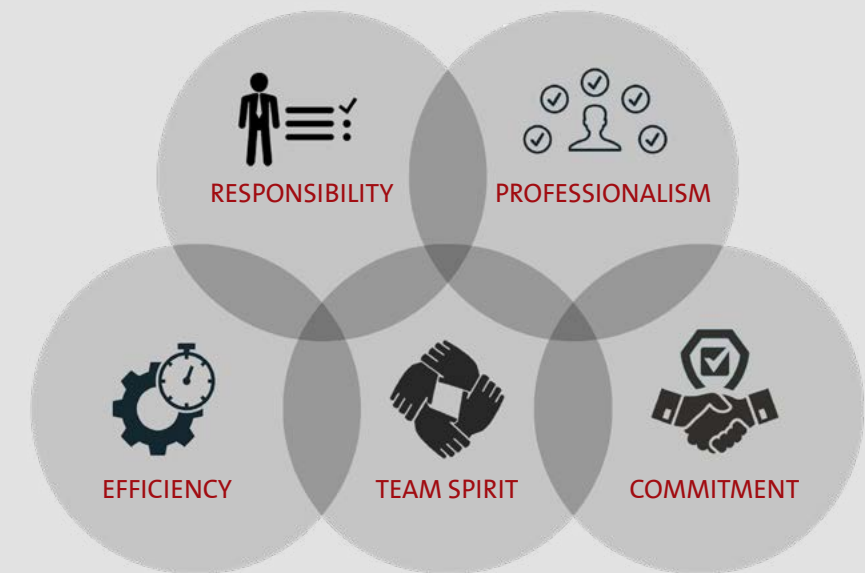 RESPONSIBILITY
PROFESSIONALISM
EFFICIENCY
TEAM SPIRIT
COMMITMENT